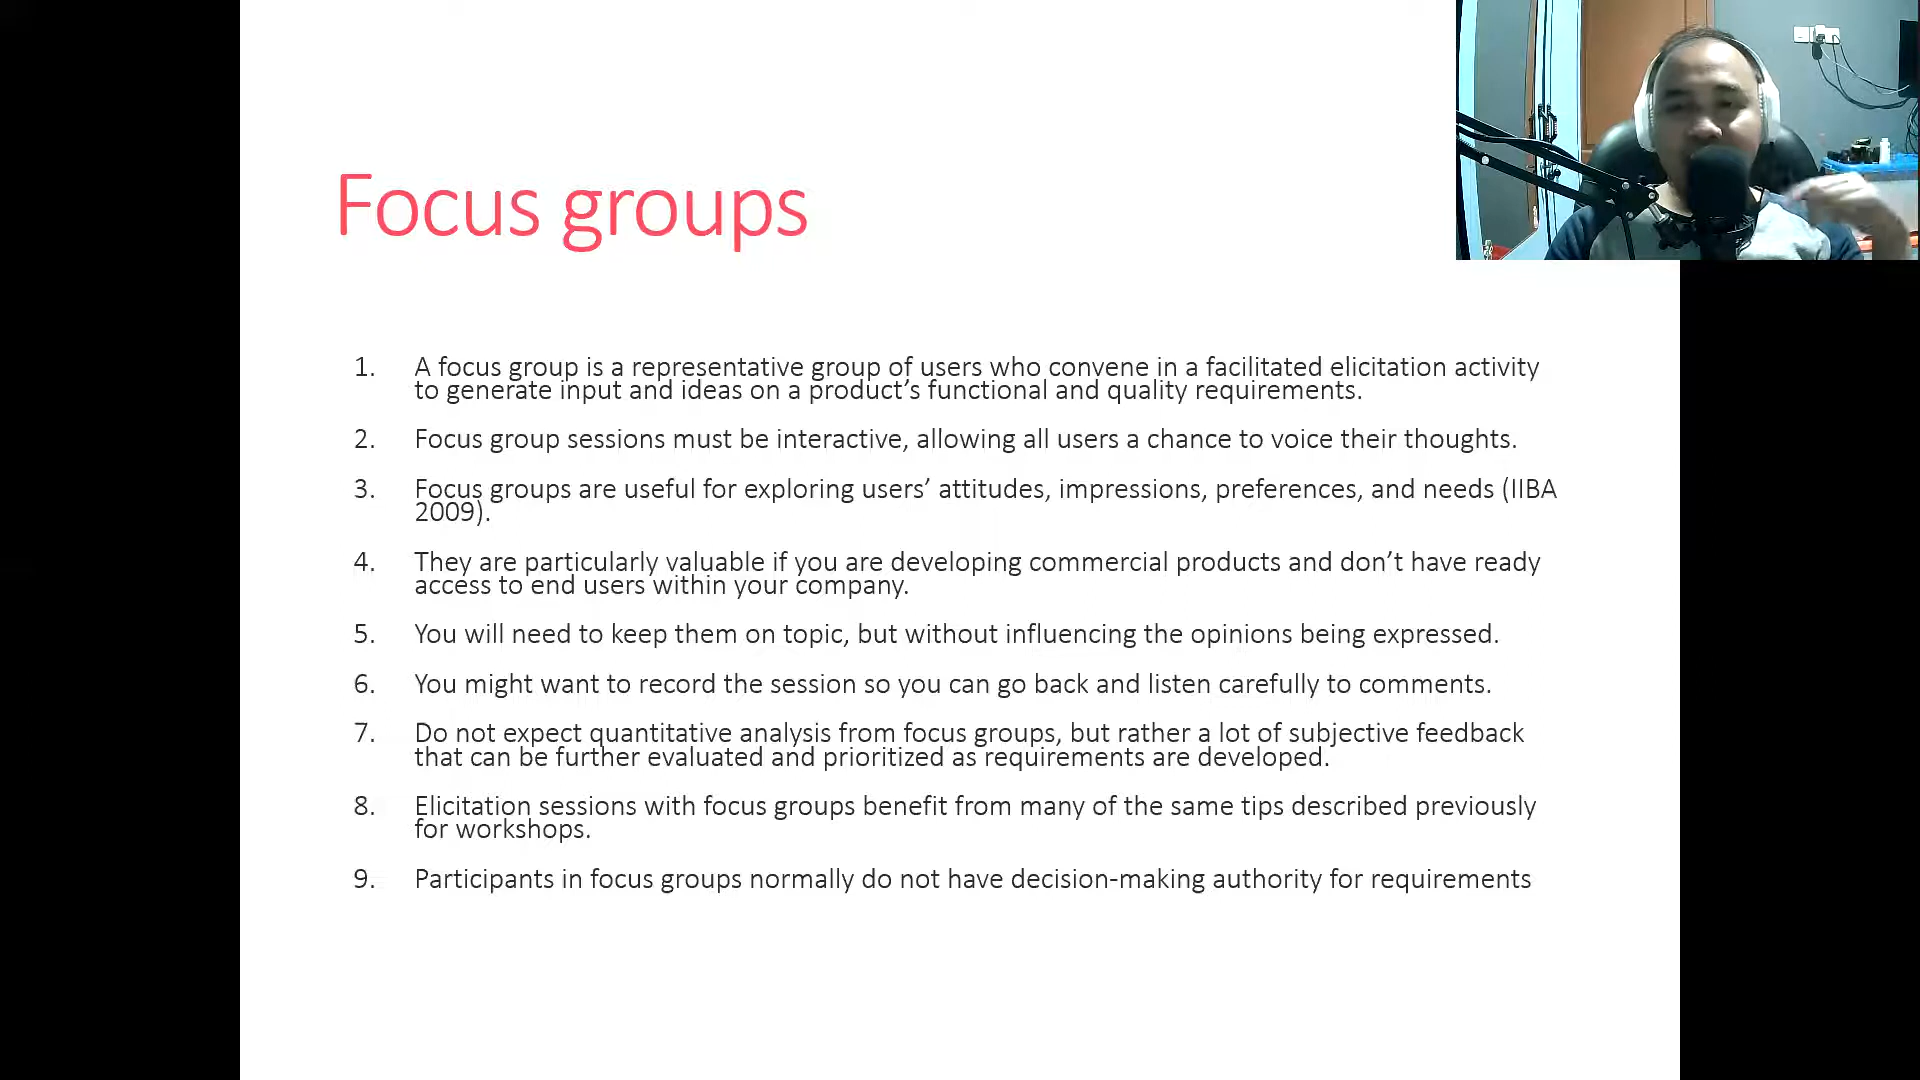 Focus groups
1. A focus group is a representative group of users who convene in a facilitated elicitation activity
to generate input and ideas on a product’s functional and quality requirements.
2. Focus group sessions must be interactive, allowing all users a chance to voice their thoughts.
3. Focus groups are useful for exploring users’ attitudes, impressions, preferences, and needs (IIBA
2009).
4. They are particularly valuable if you are developing commercial products and don’t have ready
access to end users within your company.
5. You will need to keep them on topic, but without influencing the opinions being expressed.
6. You might want to record the session so you can go back and listen carefully to comments.
7. Do not expect quantitative analysis from focus groups, but rather a lot of subjective feedback
that can be further evaluated and prioritized as requirements are developed.
8. Elicitation sessions with focus groups benefit from many of the same tips described previously
for workshops.
9. Participants in focus groups normally do not have decision-making authority for requirements